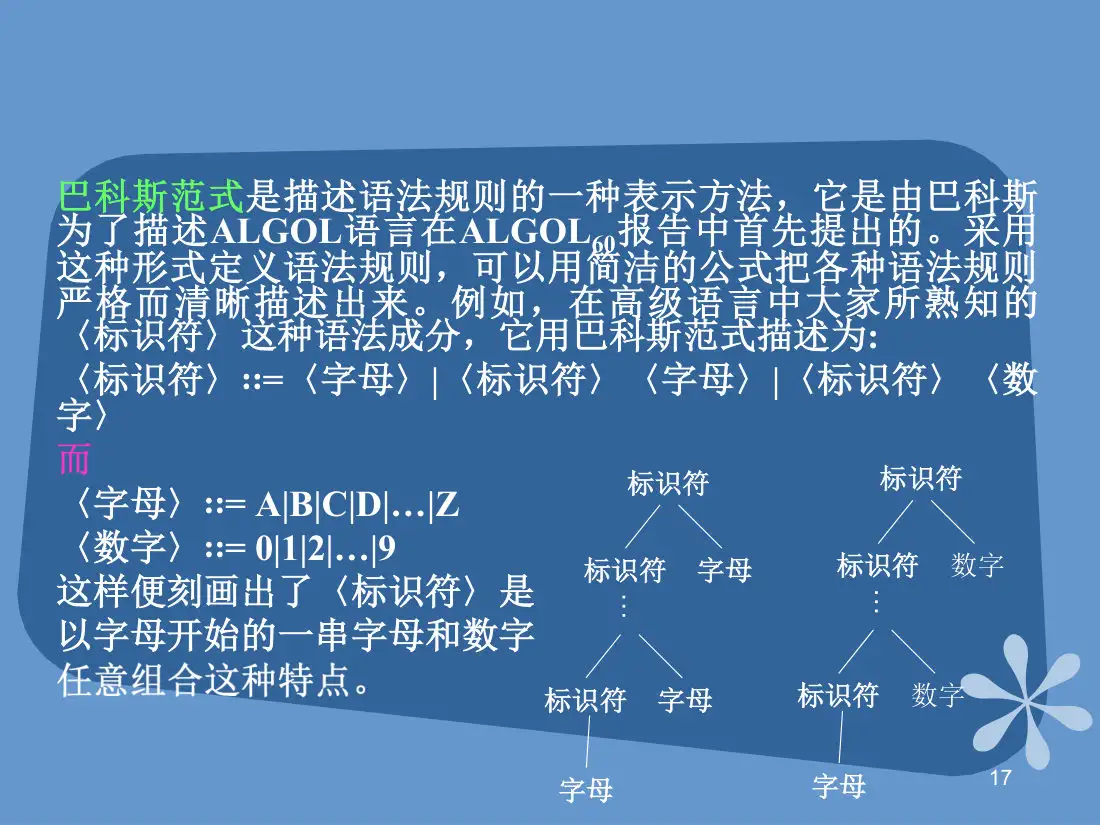 巴科斯范式是描述语法规则的一种表示方法，它是由巴科斯
为了描述ALGOL语言在ALGOL60报告中首先提出的。采用
这种形式定义语法规则，可以用简洁的公式把各种语法规则
严格而清晰描述出来。例如，在高级语言中大家所熟知的
〈标识符〉这种语法成分，它用巴科斯范式描述为:
〈标识符〉::=〈字母〉|〈标识符〉〈字母〉|〈标识符〉〈数
字〉
而
〈字母〉::= A|B|C|D|…|Z
〈数字〉::= 0|1|2|…|9
这样便刻画出了〈标识符〉是
以字母开始的一串字母和数字
任意组合这种特点。
标识符
标识符 字母
⋮
标识符 字母
字母
标识符
标识符 数字
⋮
标识符 数字
字母
17